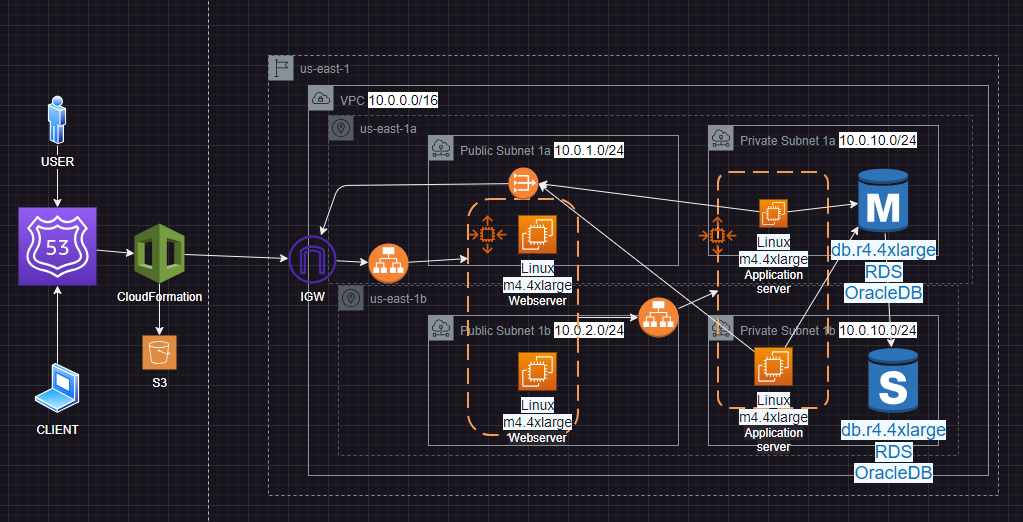 us-east-1
VPC 10.0.0.0/16
us-east-1a
Public Subnet 1a 10.0.1.0/24
Private Subnet 1a 10.0.10.0/24
USER
53
CloudFormation
S3
CLIENT
IGW
Linux
m4.4xlarge
Webserver
Linux
m4.4xlarge
Application
server
M
db.r4.4xlarge
RDS
OracleDB
us-east-1b
Public Subnet 1b 10.0.2.0/24
Private Subnet 1b 10.0.10.0/24
Linux
m4.4xlarge
Webserver
Linux
m4.4xlarge
Application
server
S
db.r4.4xlarge
RDS
OracleDB